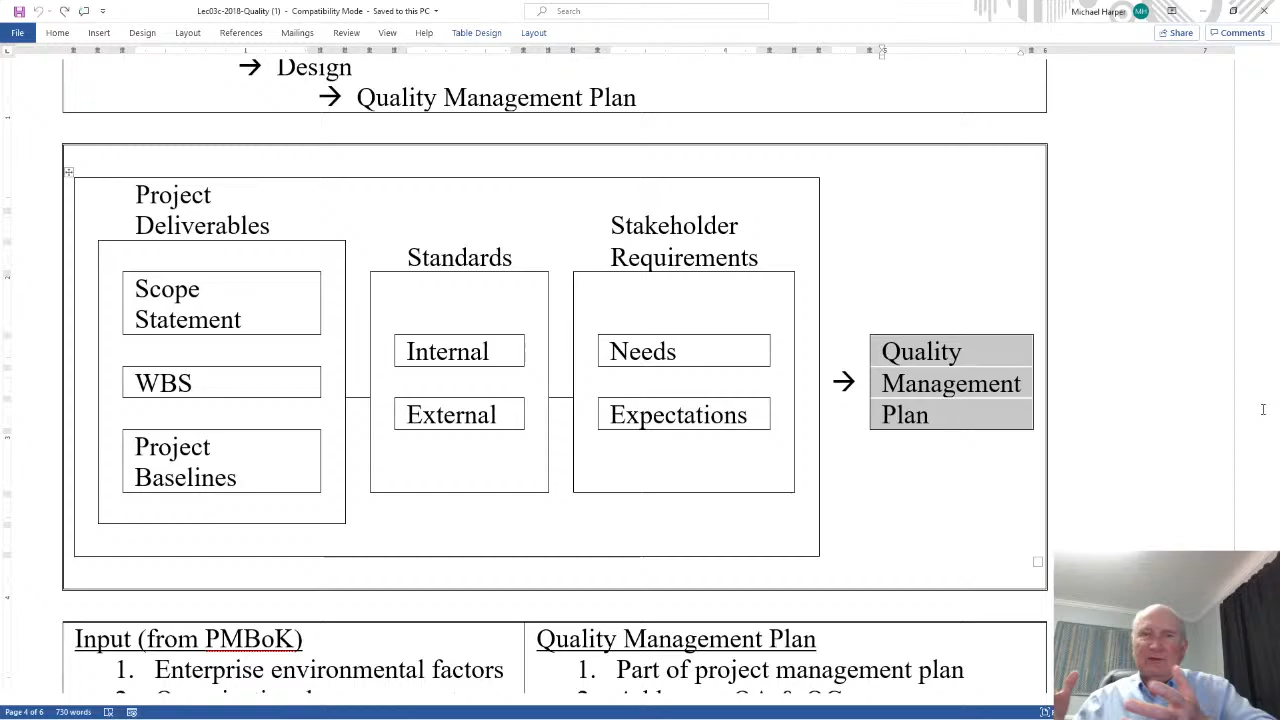 Lec03c-2018-Quality (1) - Compatibility Mode - Saved to this PC
Search
Michael Harper
MH
File
Home
Insert
Design
Layout
References
Mailings
Review
View
Help
Table Design
Layout
Share
Comments
→ Design
→ Quality Management Plan
Project
Deliverables
Scope
Statement
WBS
Project
Baselines
Standards
Internal
External
Stakeholder
Requirements
Needs
Expectations
→
Quality
Management
Plan
Input (from PMBoK)
1. Enterprise environmental factors
Quality Management Plan
1. Part of project management plan
Page 4 of 6
730 words